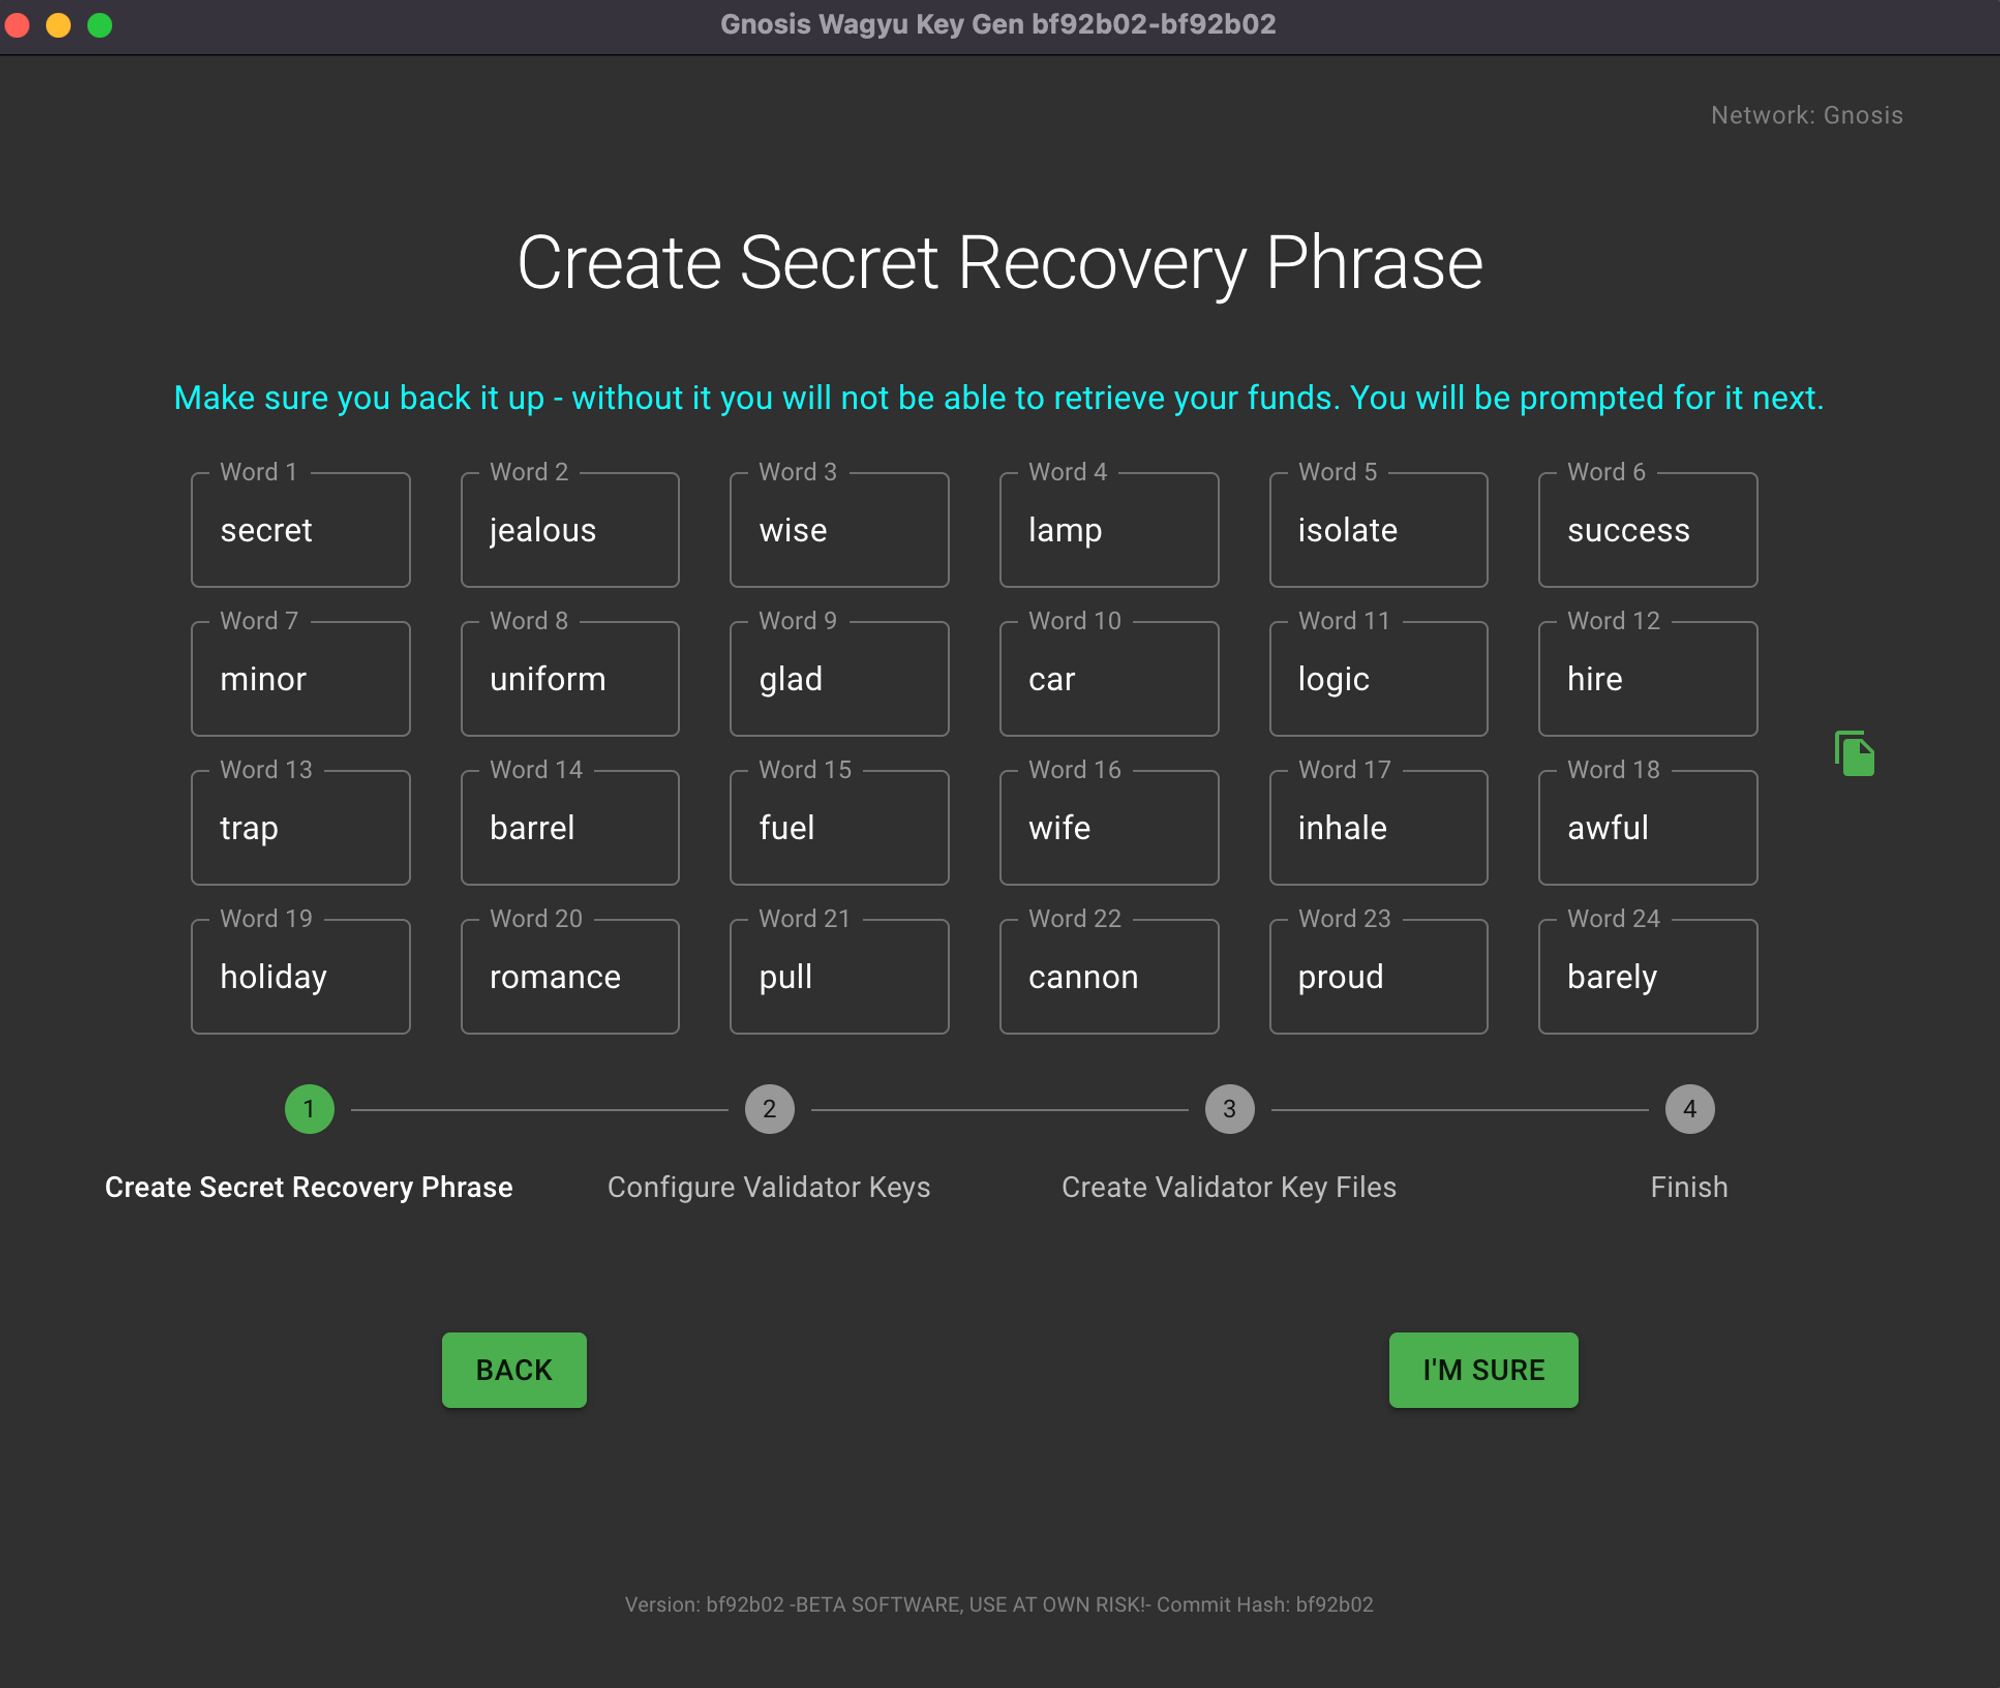 Gnosis Wagyu Key Gen bf92b02-bf92b02
Network: Gnosis
Create Secret Recovery Phrase
Make sure you back it up - without it you will not be able to retrieve your funds. You will be prompted for it next.
Word 1 Word 2 Word 3 Word 4 Word 5 Word 6
secret jealous wise lamp isolate success
Word 7 Word 8 Word 9 Word 10 Word 11 Word 12
minor uniform glad car logic hire
Word 13 Word 14 Word 15 Word 16 Word 17 Word 18
trap barrel fuel wife inhale awful
Word 19 Word 20 Word 21 Word 22 Word 23 Word 24
holiday romance pull cannon proud barely
1 2 3 4
Create Secret Recovery Phrase Configure Validator Keys Create Validator Key Files Finish
BACK I'M SURE
Version: bf92b02 -BETA SOFTWARE, USE AT OWN RISK!- Commit Hash: bf92b02